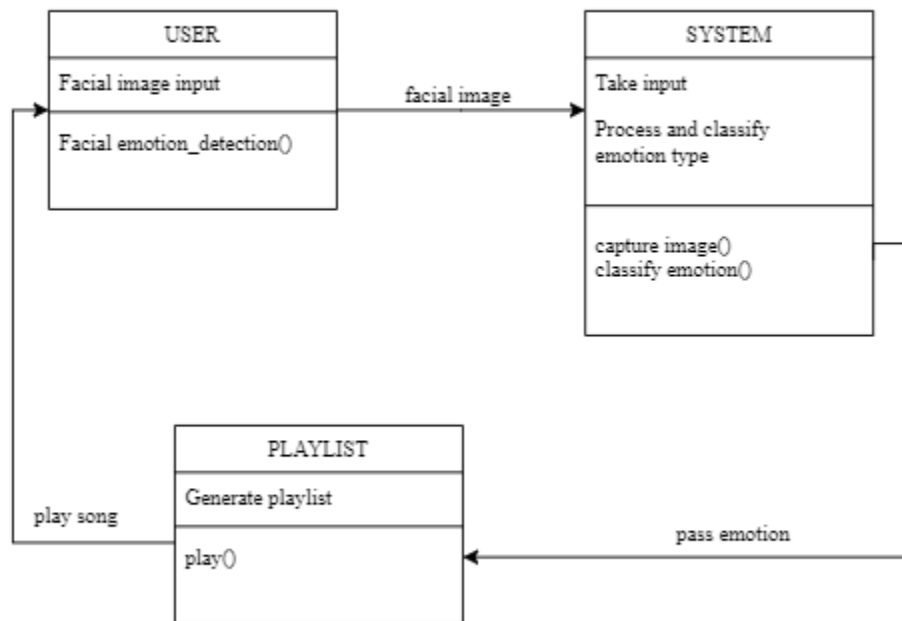 USER
Facial image input
Facial emotion_detection()
facial image
SYSTEM
Take input
Process and classify
emotion type
capture image()
classify emotion()
PLAYLIST
Generate playlist
play()
play song
pass emotion